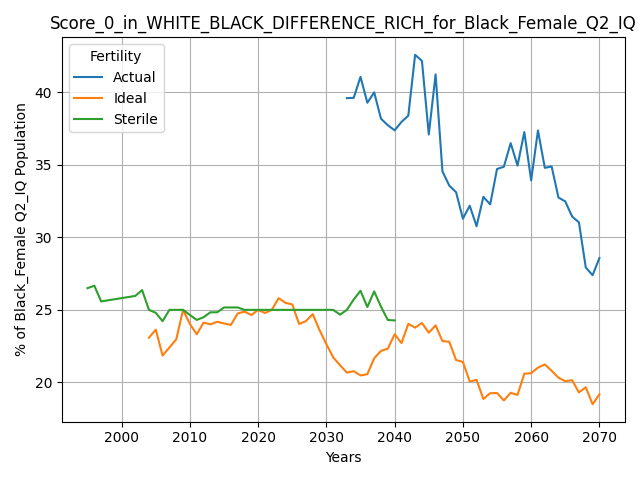 Score_0_in_WHITE_BLACK_DIFFERENCE_RICH_for_Black_Female_Q2_IQ
Fertility
Actual
Ideal
Sterile
% of Black_Female Q2_IQ Population
40
35
30
25
20
2000 2010 2020 2030 2040 2050 2060 2070
Years